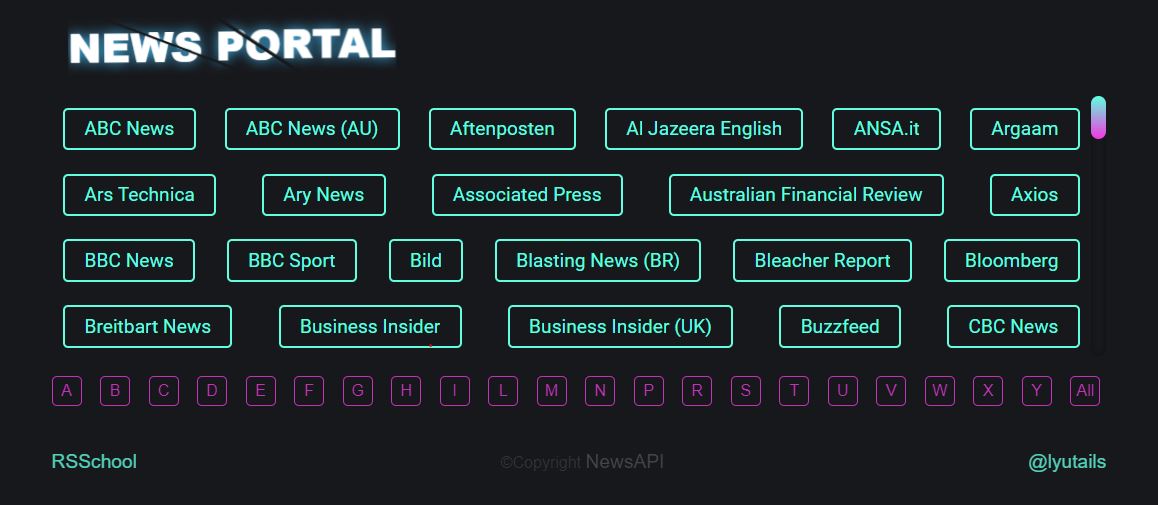 NEWS PORTAL
ABC News ABC News (AU) Aftenposten Al Jazeera English ANSA.it Argaam
Ars Technica Ary News Associated Press Australian Financial Review Axios
BBC News BBC Sport Bild Blasting News (BR) Bleacher Report Bloomberg
Breitbart News Business Insider Business Insider (UK) Buzzfeed CBC News
A B C D E F G H I L M N P R S T U V W X Y All
RSSchool ©Copyright NewsAPI @lyutails